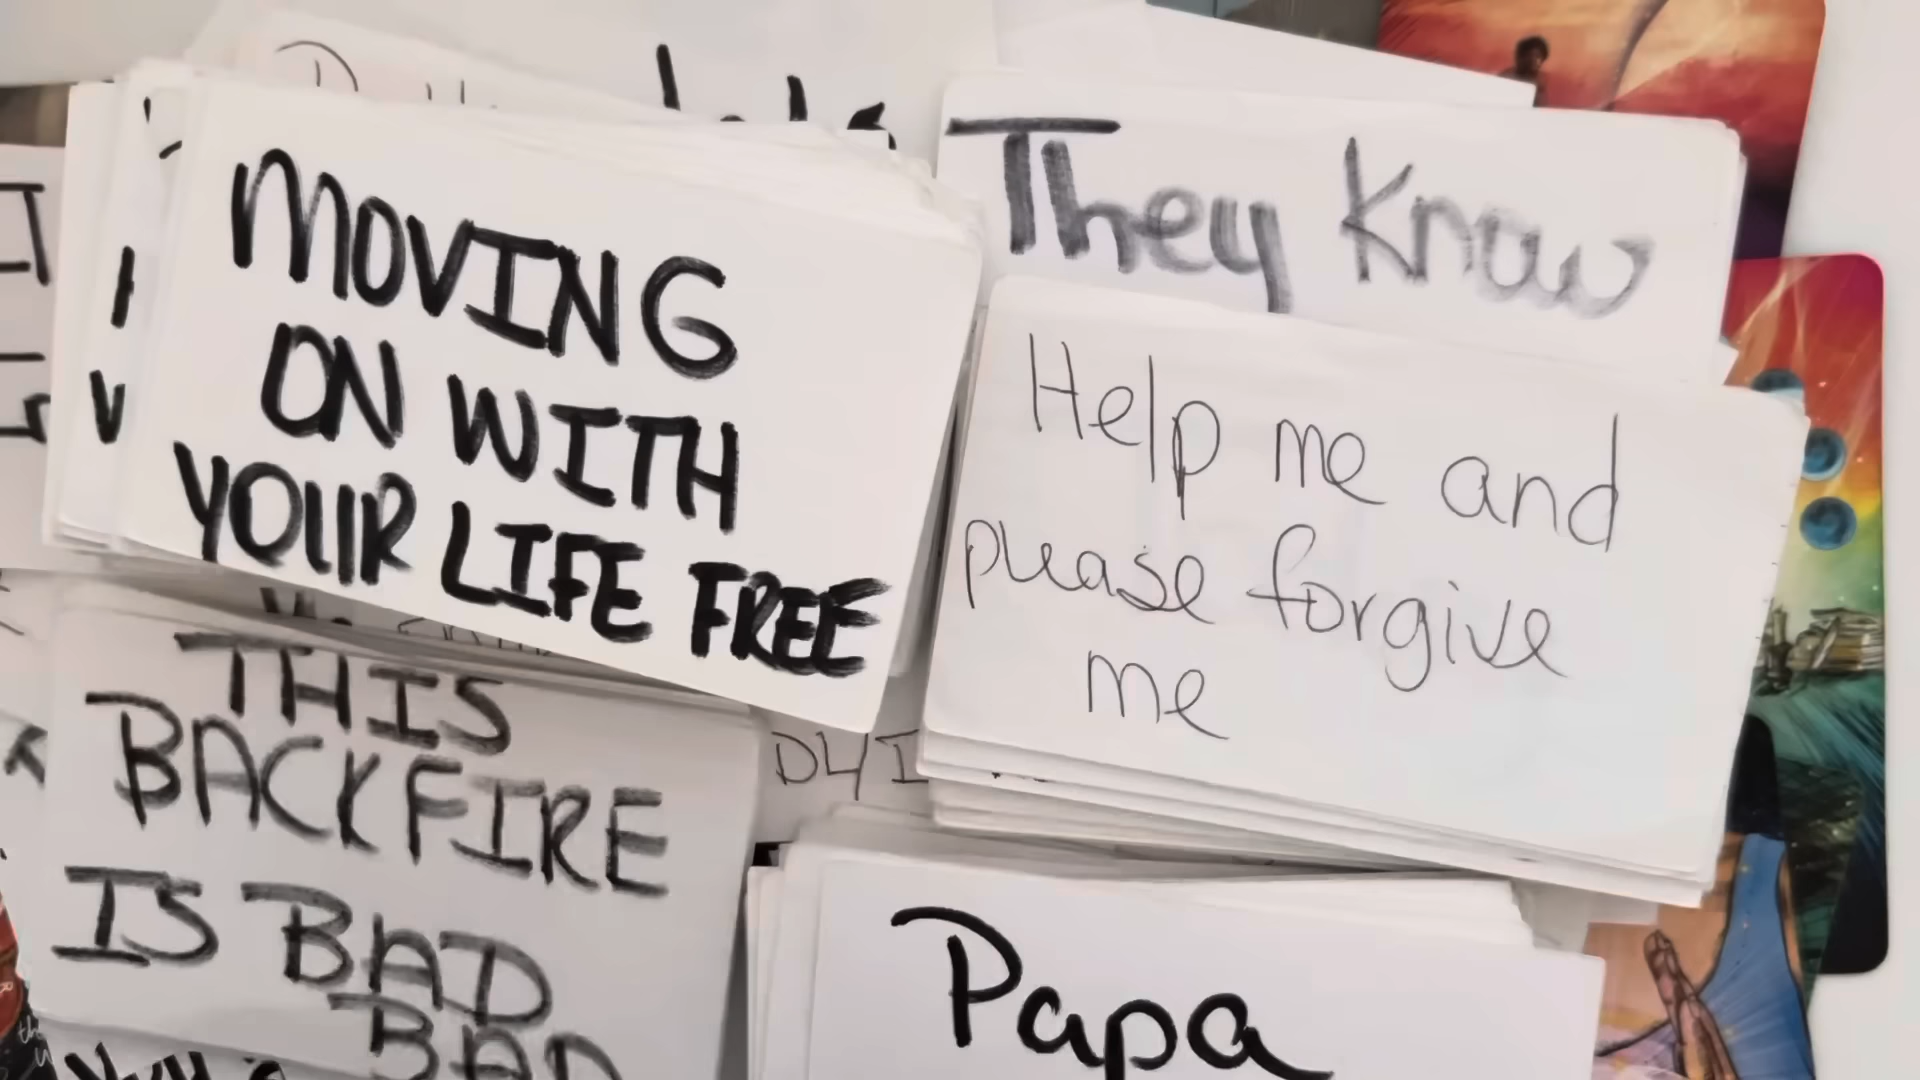 MOVING
ON WITH
YOUR LIFE FREE
They Know
Help me and
please forgive
me
THIS
BACKFIRE
IS BAD
BAD
Papa